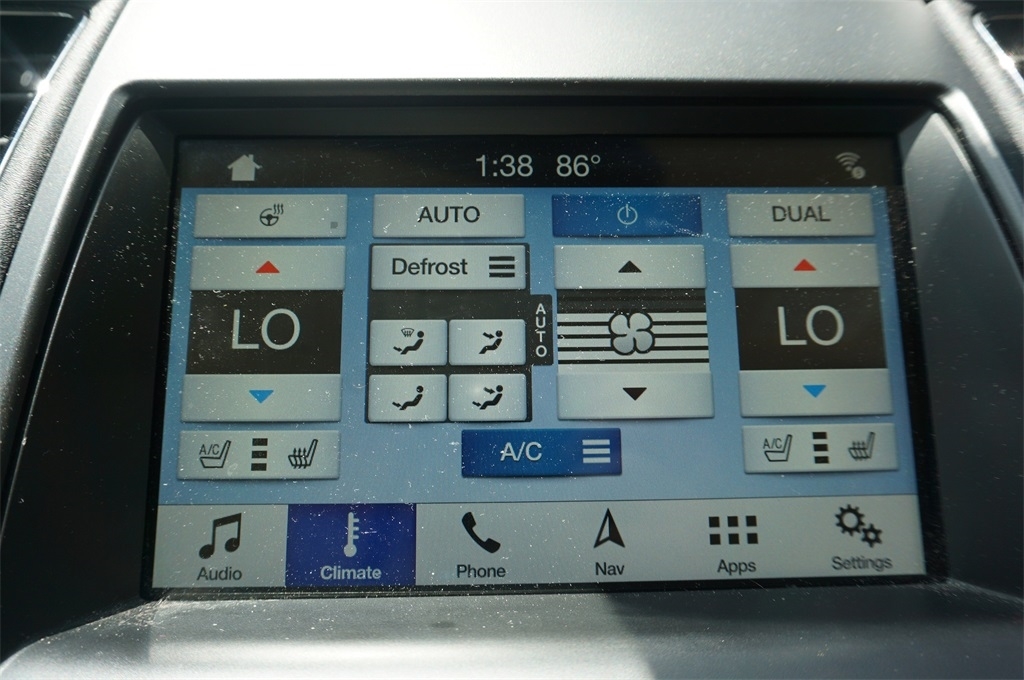 1:38 86°
AUTO
DUAL
Defrost
LO
AUTO
LO
A/C
A/C
A/C
Audio
Climate
Phone
Nav
Apps
Settings